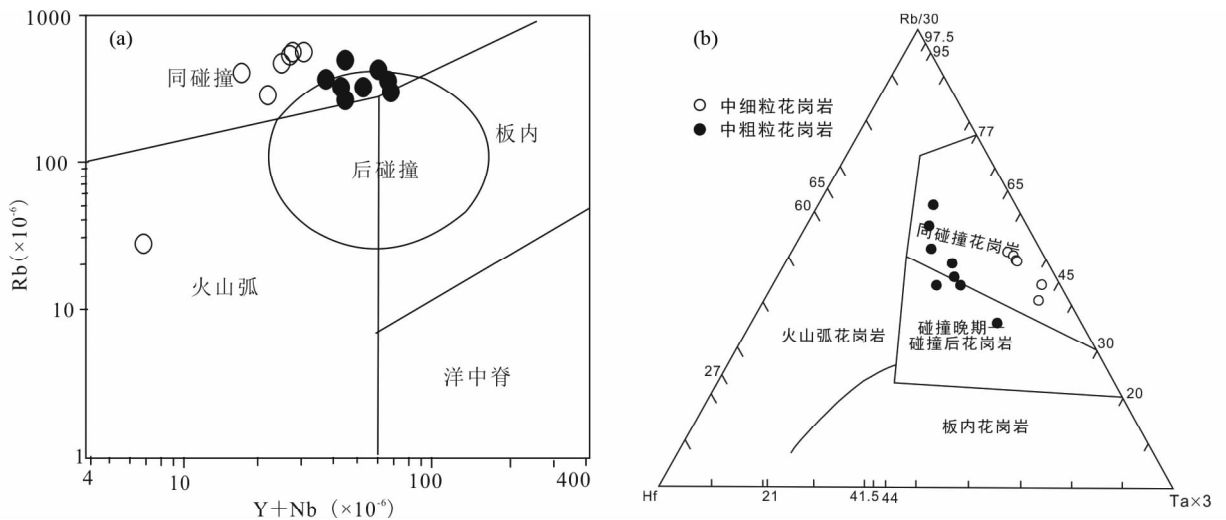 (a)
1000
100
10
1
Rb(×10⁻⁶)
同碰撞
板内
后碰撞
火山弧
洋中脊
4
10
100
400
Y+Nb (×10⁻⁶)
(b)
Rb/30
97.5
95
77
65
45
30
20
65
60
27
○ 中细粒花岗岩
● 中粗粒花岗岩
同碰撞花岗岩
火山弧花岗岩
碰撞晚期—
碰撞后花岗岩
板内花岗岩
Hf
21
41.5
44
Ta×3